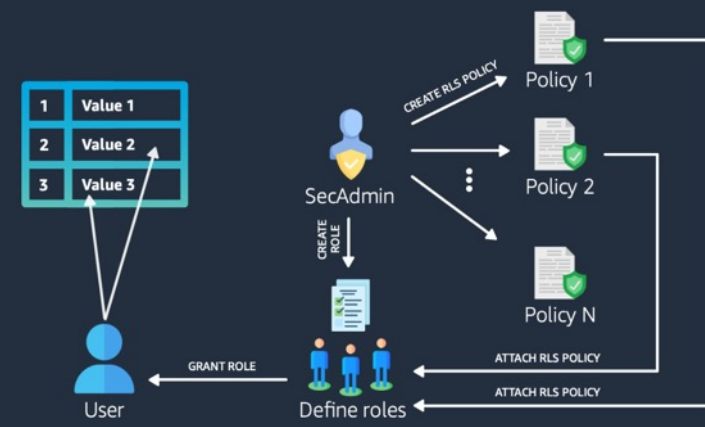 CREATE RLS POLICY
Policy 1
1 Value 1
2 Value 2
3 Value 3
SecAdmin
Policy 2
CREATE
ROLE
Policy N
ATTACH RLS POLICY
GRANT ROLE
ATTACH RLS POLICY
User
Define roles